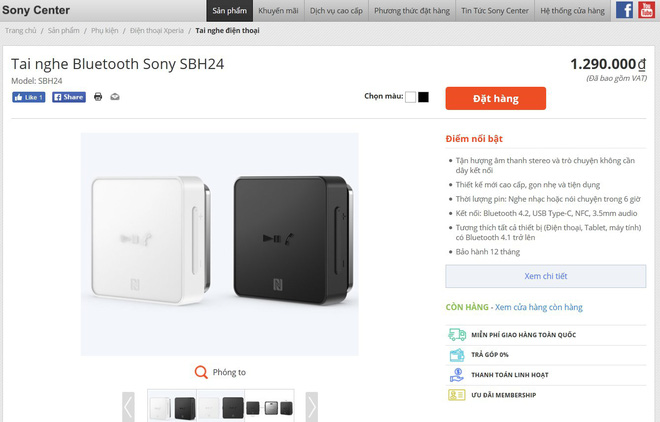 Sony Center
Sản phẩm
Khuyến mãi
Dịch vụ cao cấp
Phương thức đặt hàng
Tin Tức Sony Center
Hệ thống cửa hàng
f
You Tube
Trang chủ / Sản phẩm / Phụ kiện / Điện thoại Xperia / Tai nghe điện thoại
Tai nghe Bluetooth Sony SBH24
Model: SBH24
Like 1
Share
1.290.000₫
(Đã bao gồm VAT)
Chọn màu:
Đặt hàng
Điểm nổi bật
Tận hưởng âm thanh stereo và trò chuyện không cần
dây kết nối
Thiết kế mới cao cấp, gọn nhẹ và tiện dụng
Thời lượng pin: Nghe nhạc hoặc nói chuyện trong 6 giờ
Kết nối: Bluetooth 4.2, USB Type-C, NFC, 3.5mm audio
Tương thích tất cả thiết bị (Điện thoại, Tablet, máy tính)
có Bluetooth 4.1 trở lên
Bảo hành 12 tháng
Xem chi tiết
CÒN HÀNG - Xem cửa hàng còn hàng
MIỄN PHÍ GIAO HÀNG TOÀN QUỐC
TRẢ GÓP 0%
THANH TOÁN LINH HOẠT
ƯU ĐÃI MEMBERSHIP
Phóng to